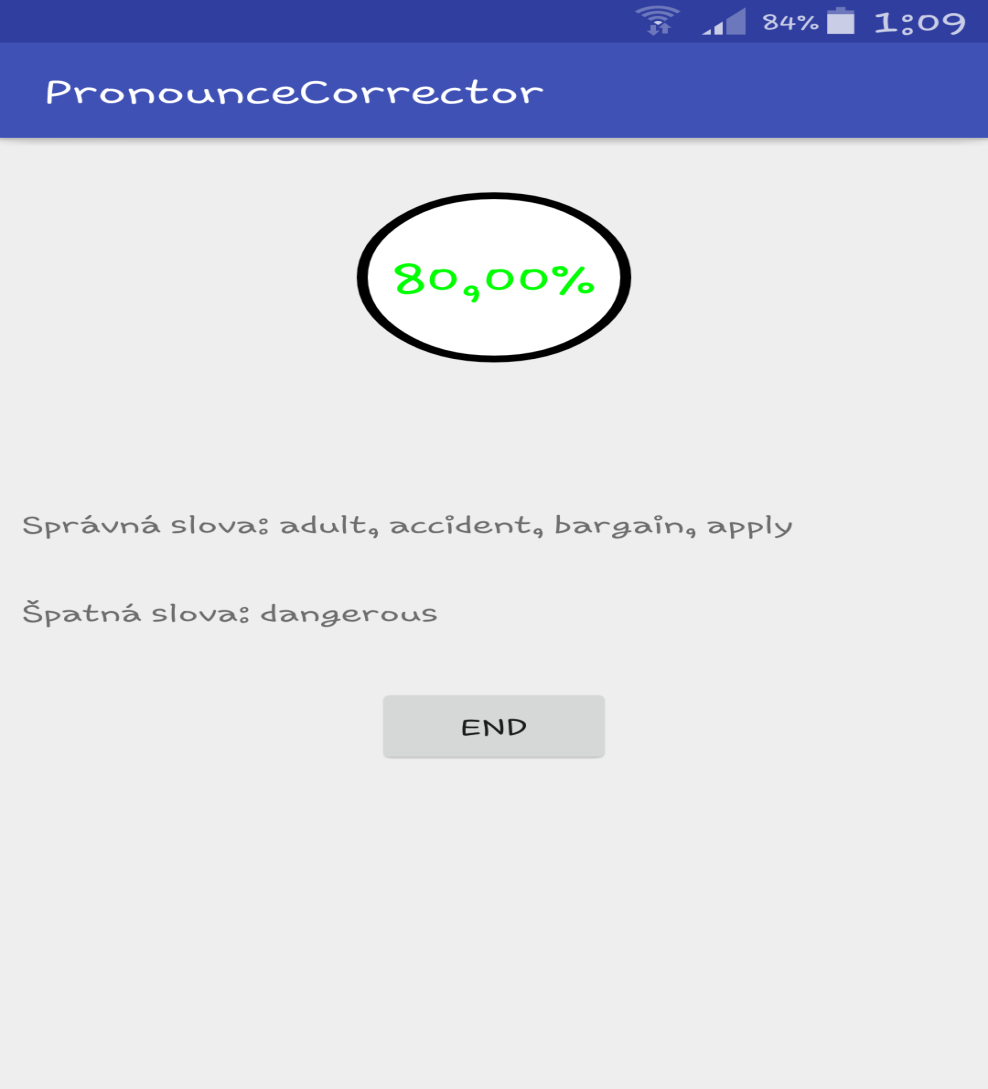 84% 1:09
PronounceCorrector
80,00%
Správná slova: adult, accident, bargain, apply
Špatná slova: dangerous
END